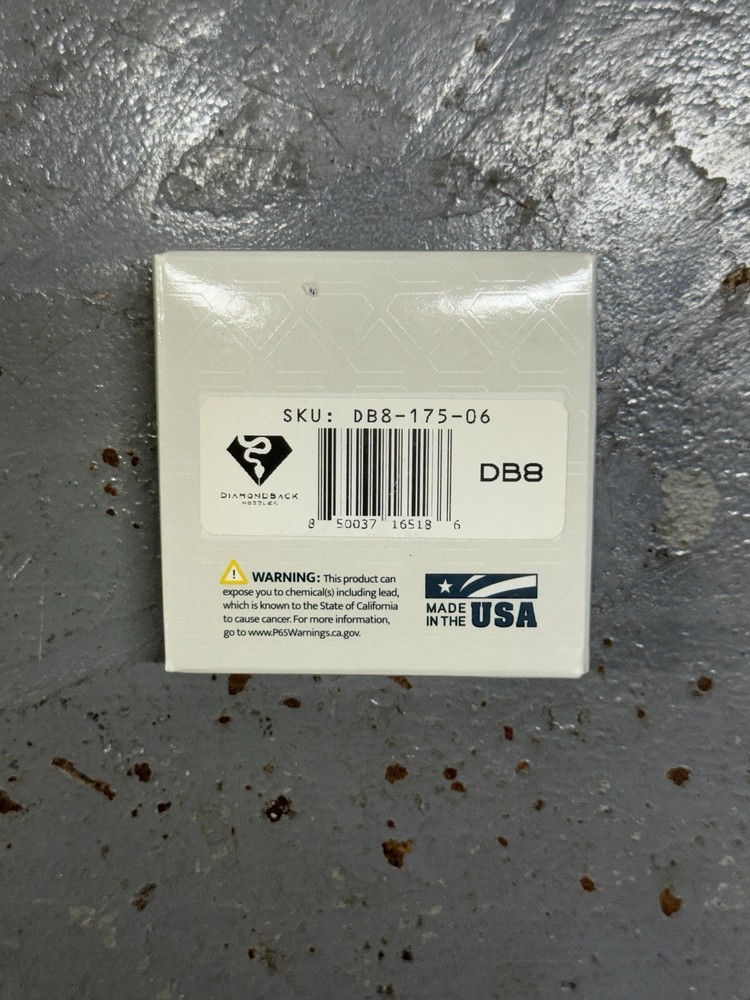 SKU: DB8-175-06
DIAMONDBACK
NOZZLES
DB8
8 50037 16518 6
WARNING: This product can
expose you to chemical(s) including lead,
which is known to the State of California
to cause cancer. For more information,
go to www.P65Warnings.ca.gov.
MADE
IN THE
USA